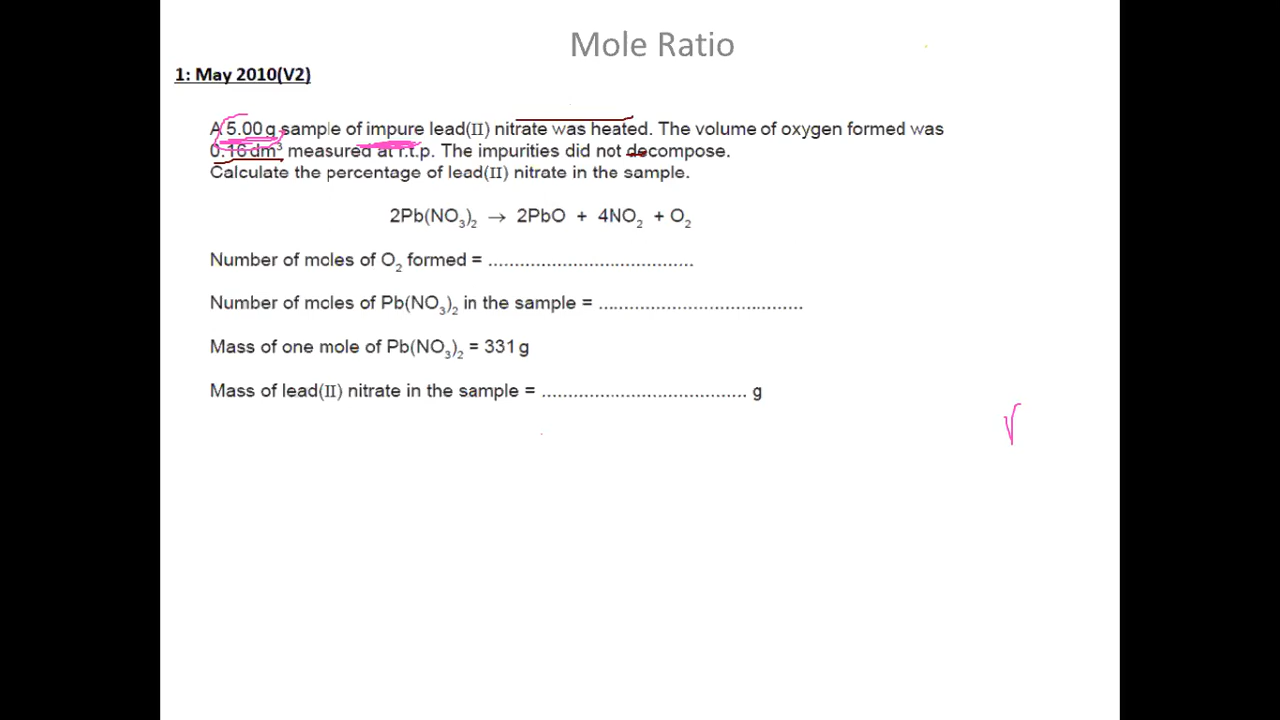 Mole Ratio
1: May 2010(V2)
A 5.00 g sample of impure lead(II) nitrate was heated. The volume of oxygen formed was
0.16 dm³ measured at r.t.p. The impurities did not decompose.
Calculate the percentage of lead(II) nitrate in the sample.
2Pb(NO₃)₂ → 2PbO + 4NO₂ + O₂
Number of moles of O₂ formed = .......................................
Number of moles of Pb(NO₃)₂ in the sample = .......................................
Mass of one mole of Pb(NO₃)₂ = 331 g
Mass of lead(II) nitrate in the sample = ....................................... g